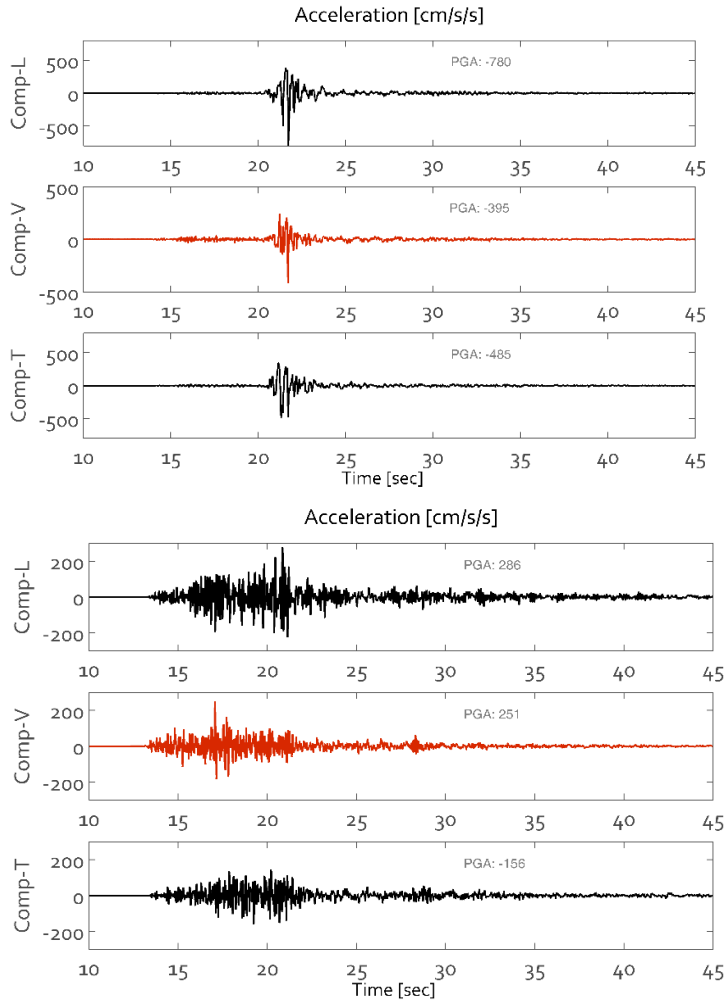 Acceleration [cm/s/s]
Comp-L
500
0
-500
PGA: -780
10 15 20 25 30 35 40 45
Comp-V
500
0
-500
PGA: -395
10 15 20 25 30 35 40 45
Comp-T
500
0
-500
PGA: -485
10 15 20 25 30 35 40 45
Time [sec]
Acceleration [cm/s/s]
Comp-L
200
0
-200
PGA: 286
10 15 20 25 30 35 40 45
Comp-V
200
0
-200
PGA: 251
10 15 20 25 30 35 40 45
Comp-T
200
0
-200
PGA: -156
10 15 20 25 30 35 40 45
Time [sec]